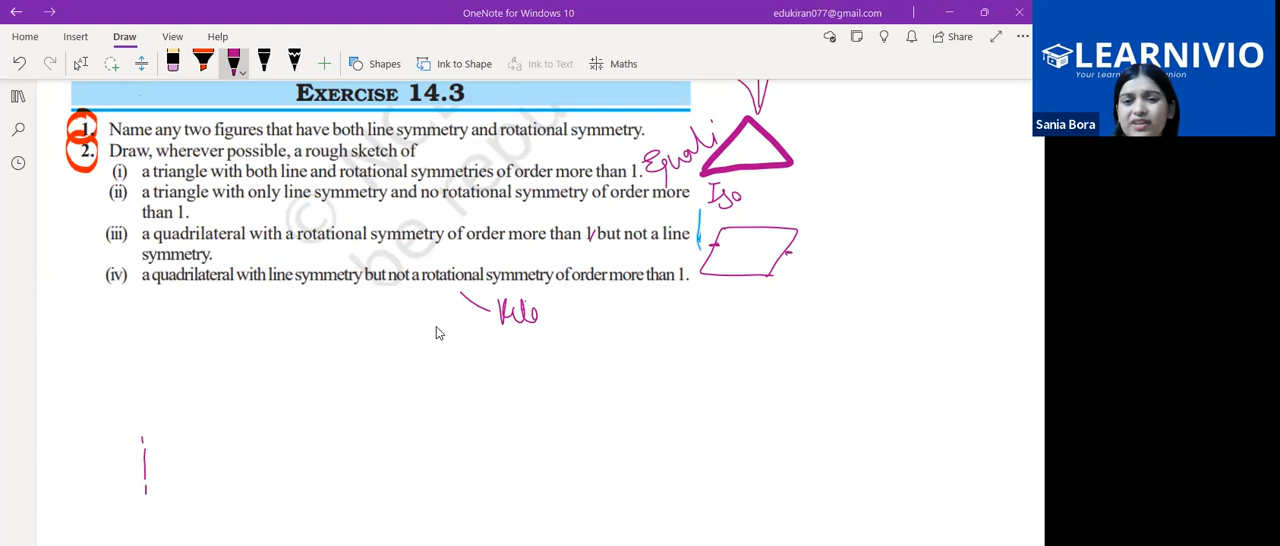 OneNote for Windows 10
edukiran077@gmail.com
Home Insert Draw View Help
Shapes Ink to Shape Ink to Text Maths
Share
LEARNIVIO
Sania Bora
EXERCISE 14.3
1. Name any two figures that have both line symmetry and rotational symmetry.
2. Draw, wherever possible, a rough sketch of
(i) a triangle with both line and rotational symmetries of order more than 1.
Equali
(ii) a triangle with only line symmetry and no rotational symmetry of order more
than 1.
Iso
(iii) a quadrilateral with a rotational symmetry of order more than 1 but not a line
symmetry.
(iv) a quadrilateral with line symmetry but not a rotational symmetry of order more than 1.
©
be repu